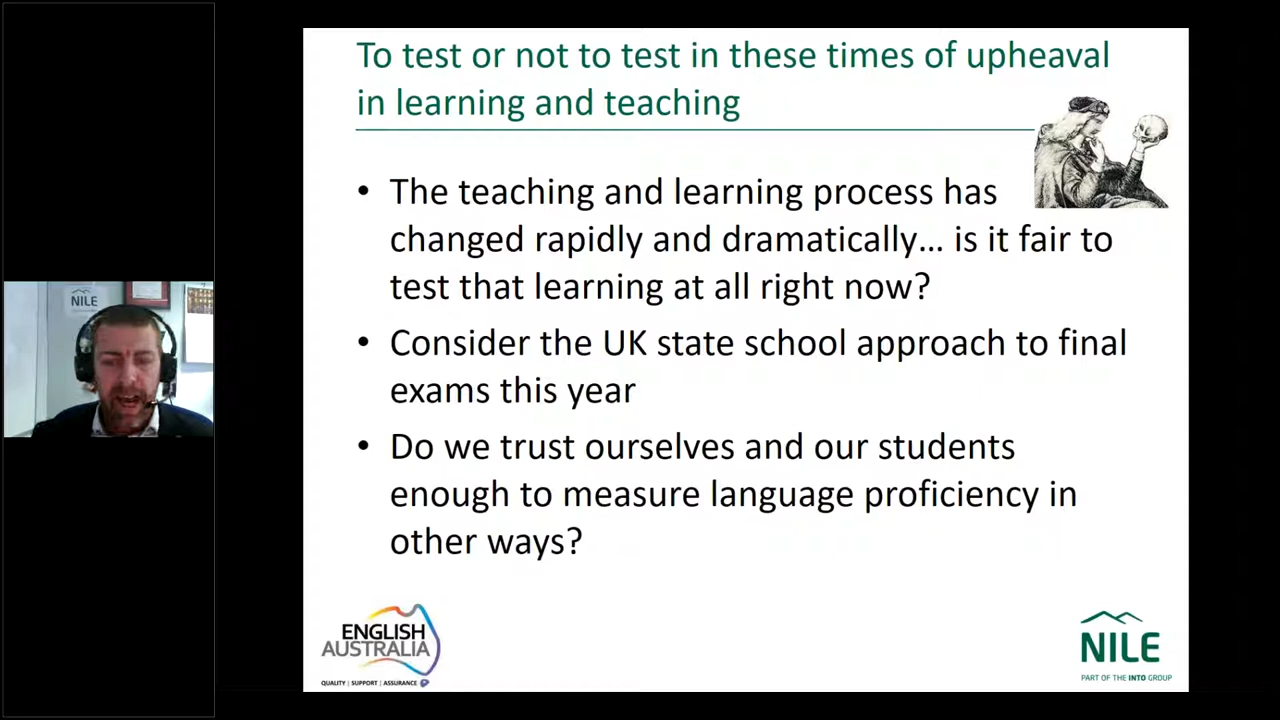 To test or not to test in these times of upheaval
in learning and teaching
• The teaching and learning process has
changed rapidly and dramatically... is it fair to
test that learning at all right now?
• Consider the UK state school approach to final
exams this year
• Do we trust ourselves and our students
enough to measure language proficiency in
other ways?
ENGLISH
AUSTRALIA
QUALITY | SUPPORT | ASSURANCE
NILE
PART OF THE INTO GROUP
NILE